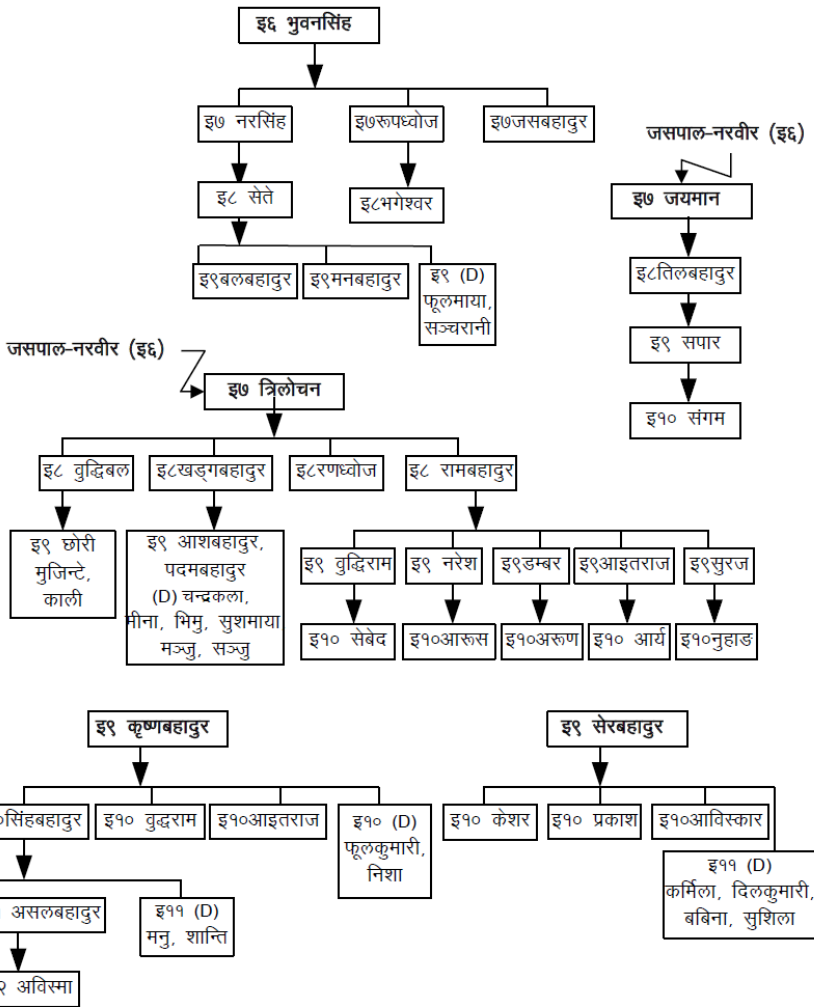 इ६ भुवनसिंह
इ७ नरसिंह
इ७रुपध्वोज
इ७जसबहादुर
जसपाल-नरवीर (इ६)
इ७ जयमान
इ८ सेते
इ८भगेश्वर
इ९बलबहादुर
इ९मनबहादुर
इ९ (D)
फूलमाया,
सञ्चरानी
इ८तिलबहादुर
इ९ सपार
इ१० संगम
जसपाल-नरवीर (इ६)
इ७ त्रिलोचन
इ८ वुद्धिबल
इ८खड्गबहादुर
इ८रणध्वोज
इ८ रामबहादुर
इ९ छोरी
मुजिन्टे,
काली
इ९ आशबहादुर,
पदमबहादुर
(D) चन्द्रकला,
मीना, भिमु, सुशमाया
मञ्जु, सञ्जु
इ९ वुद्धिराम
इ९ नरेश
इ९डम्बर
इ९आइतराज
इ९सुरज
इ१० सेबेद
इ१०आरूस
इ१०अरूण
इ१० आर्य
इ१०नुहाङ
इ९ कृष्णबहादुर
इ९ सेरबहादुर
०सिंहबहादुर
इ१० वुद्धराम
इ१०आइतराज
इ१० (D)
फूलकुमारी,
निशा
इ१० केशर
इ१० प्रकाश
इ१०आविस्कार
इ११ (D)
कर्मिला, दिलकुमारी,
बबिना, सुशिला
असलबहादुर
इ११ (D)
मनु, शान्ति
२ अविस्मा